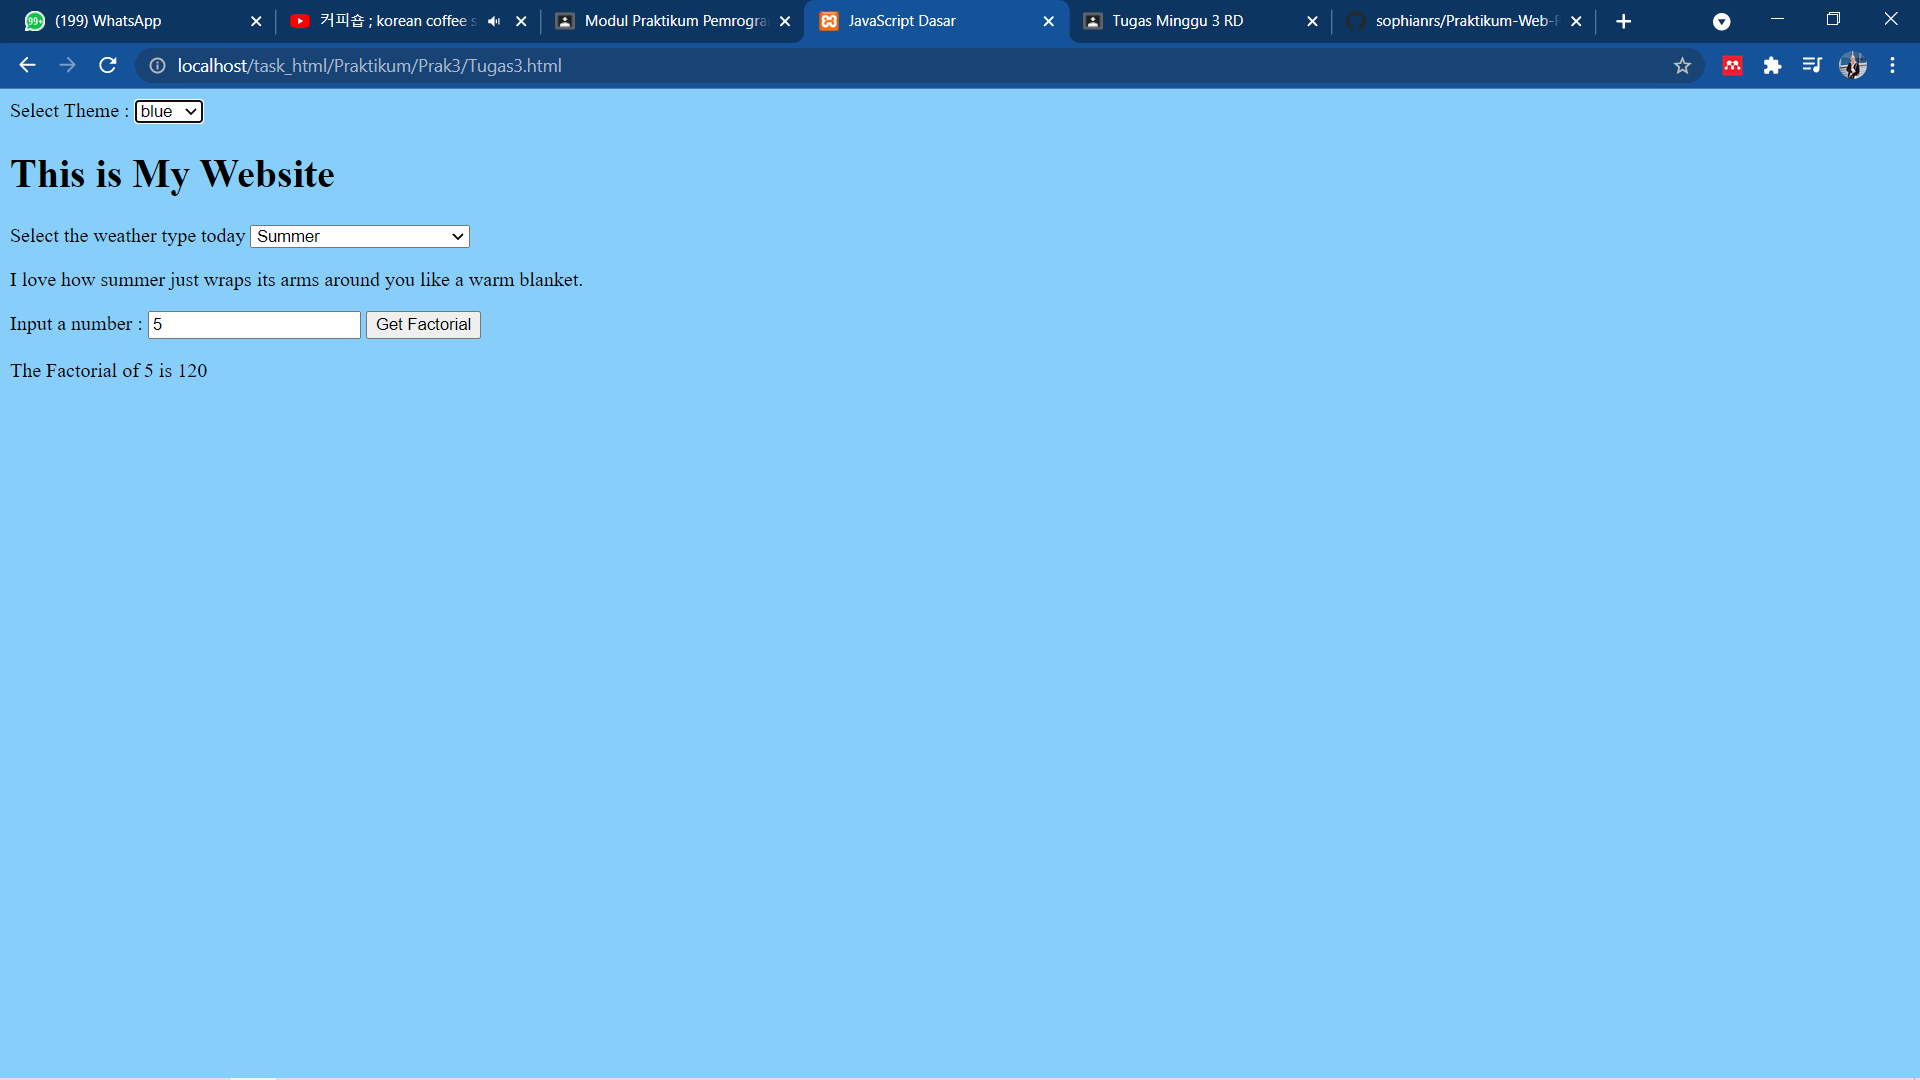 99+ (199) WhatsApp
커피숍 ; korean coffee s
Modul Praktikum Pemrogra
JavaScript Dasar
Tugas Minggu 3 RD
sophianrs/Praktikum-Web-
localhost/task_html/Praktikum/Prak3/Tugas3.html
Select Theme : blue
This is My Website
Select the weather type today Summer
I love how summer just wraps its arms around you like a warm blanket.
Input a number : 5 Get Factorial
The Factorial of 5 is 120